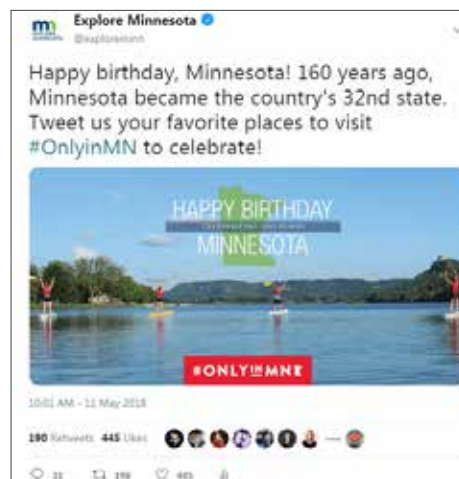 Explore Minnesota
@exploreminn
Happy birthday, Minnesota! 160 years ago,
Minnesota became the country's 32nd state.
Tweet us your favorite places to visit
#OnlyinMN to celebrate!
HAPPY BIRTHDAY
MINNESOTA
#ONLYINMN
10:01 AM - 11 May 2018
190 Retweets 445 Likes